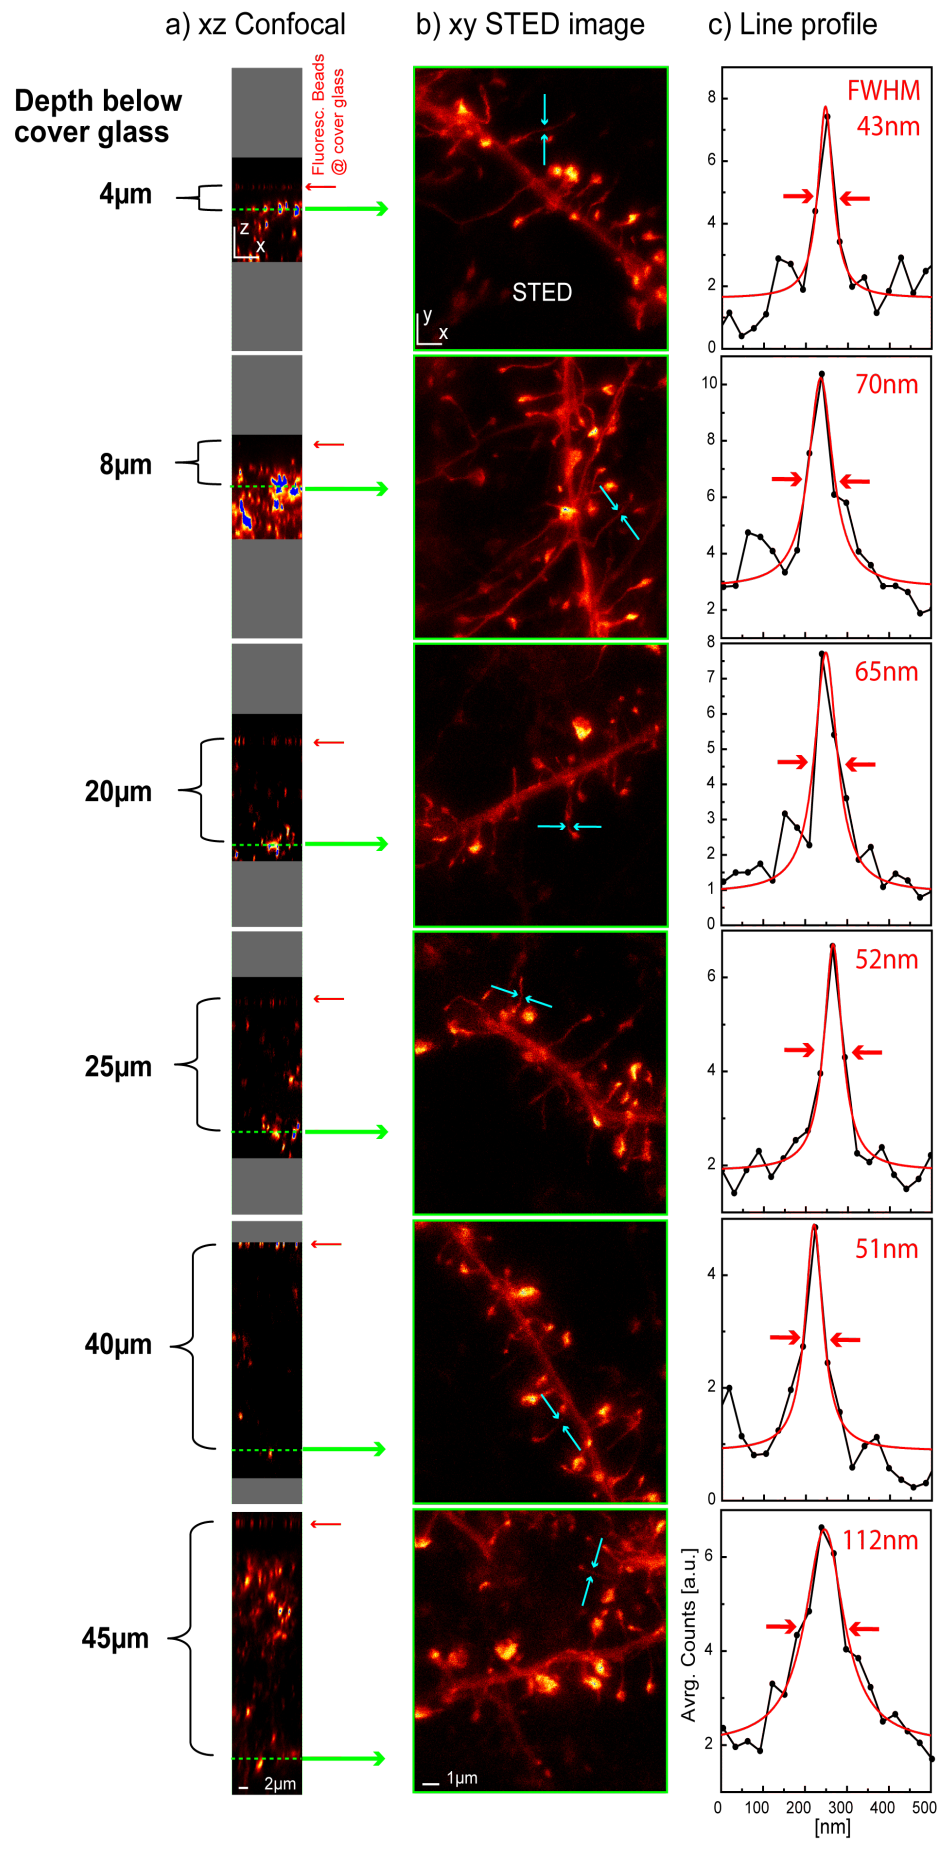 a) xz Confocal
b) xy STED image
c) Line profile
Depth below
cover glass
Fluoresc. Beads
@ cover glass
4µm
z
x
STED
y
x
FWHM
43nm
8
6
4
2
0
8µm
70nm
10
8
6
4
2
20µm
65nm
8
7
6
5
4
3
2
1
0
25µm
52nm
6
4
2
40µm
51nm
4
2
0
45µm
2µm
1µm
112nm
Avrg. Counts [a.u.]
6
4
2
0 100 200 300 400 500
[nm]